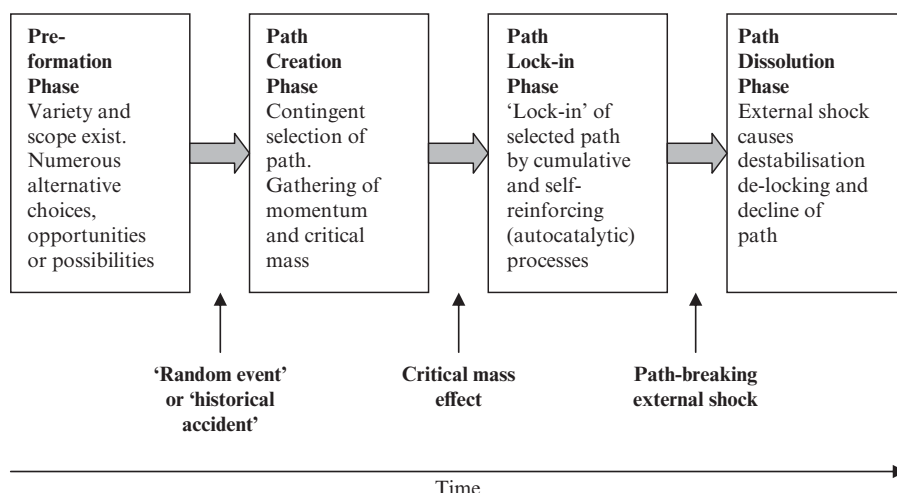 Pre-
formation
Phase
Variety and
scope exist.
Numerous
alternative
choices,
opportunities
or possibilities
Path
Creation
Phase
Contingent
selection of
path.
Gathering of
momentum
and critical
mass
Path
Lock-in
Phase
‘Lock-in’ of
selected path
by cumulative
and self-
reinforcing
(autocatalytic)
processes
Path
Dissolution
Phase
External shock
causes
destabilisation
de-locking and
decline of
path
‘Random event’
or ‘historical
accident’
Critical mass
effect
Path-breaking
external shock
Time